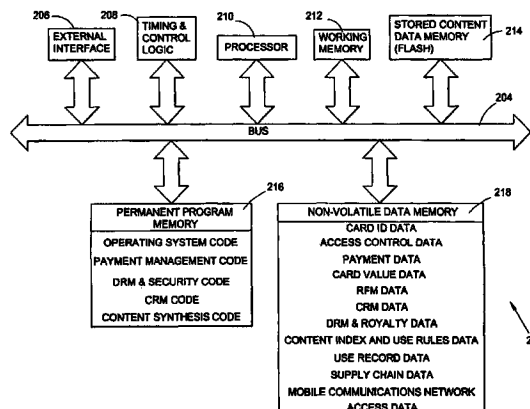 206
EXTERNAL
INTERFACE
208
TIMING &
CONTROL
LOGIC
210
PROCESSOR
212
WORKING
MEMORY
STORED CONTENT
DATA MEMORY
(FLASH)
214
204
BUS
216
PERMANENT PROGRAM
MEMORY
OPERATING SYSTEM CODE
PAYMENT MANAGEMENT CODE
DRM & SECURITY CODE
CRM CODE
CONTENT SYNTHESIS CODE
218
NON-VOLATILE DATA MEMORY
CARD ID DATA
ACCESS CONTROL DATA
PAYMENT DATA
CARD VALUE DATA
RFM DATA
CRM DATA
DRM & ROYALTY DATA
CONTENT INDEX AND USE RULES DATA
USE RECORD DATA
SUPPLY CHAIN DATA
MOBILE COMMUNICATIONS NETWORK
ACCESS DATA